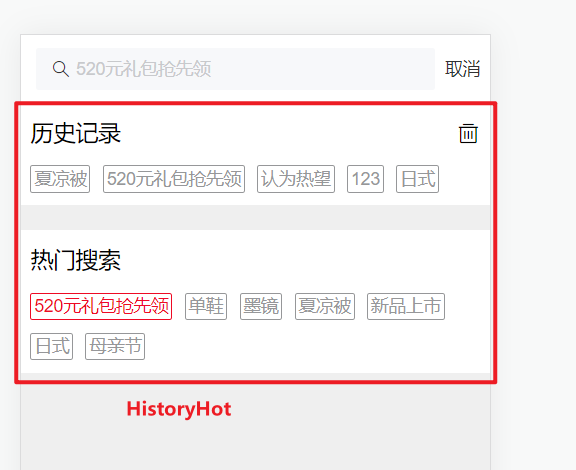 520元礼包抢先领 取消
历史记录
夏凉被 520元礼包抢先领 认为热望 123 日式
热门搜索
520元礼包抢先领 单鞋 墨镜 夏凉被 新品上市
日式 母亲节
HistoryHot